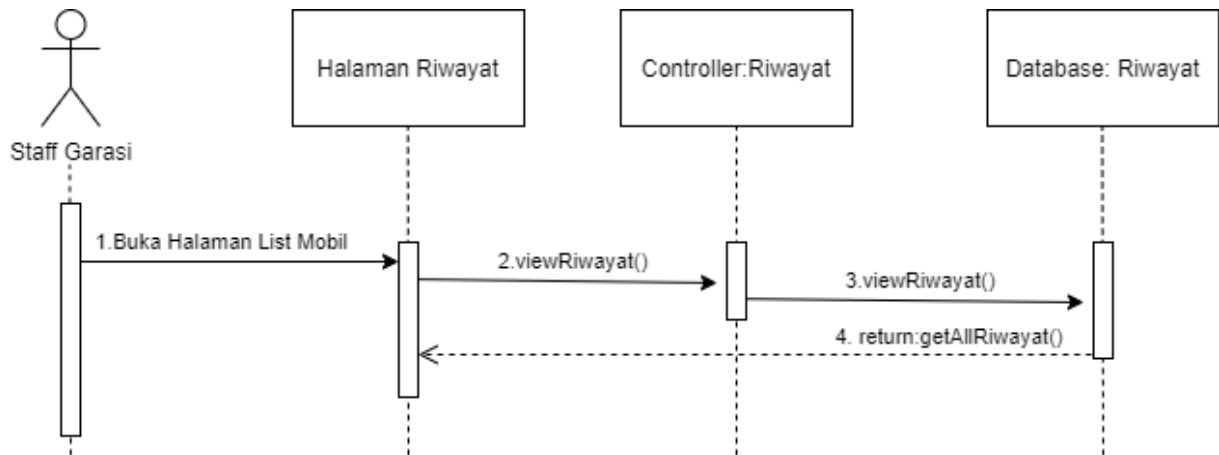 Halaman Riwayat
Controller:Riwayat
Database: Riwayat
Staff Garasi
1.Buka Halaman List Mobil
2.viewRiwayat()
3.viewRiwayat()
4. return:getAllRiwayat()